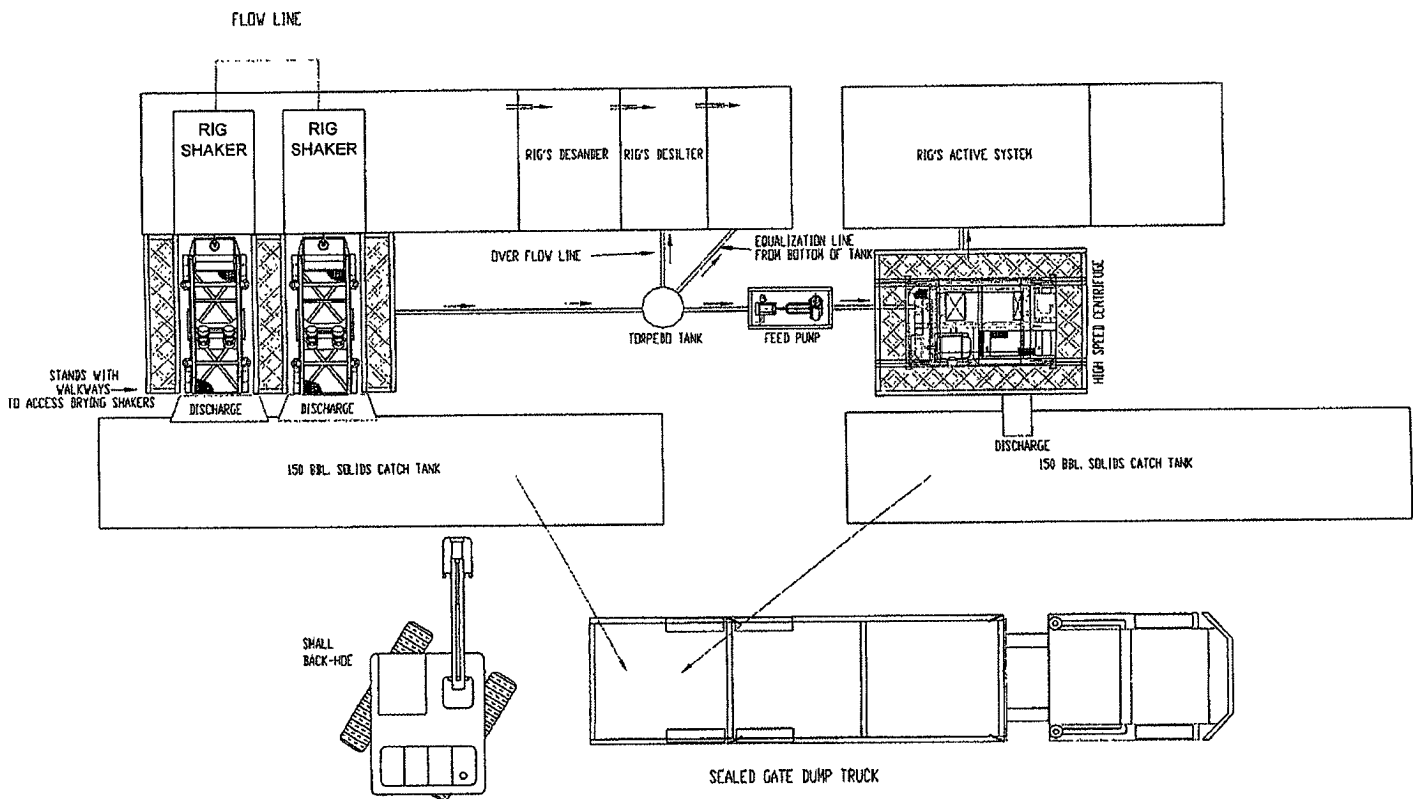 FLOW LINE
RIG
SHAKER
RIG
SHAKER
RIG'S DESANDER
RIG'S DESILTER
RIG'S ACTIVE SYSTEM
OVER FLOW LINE
EQUALIZATION LINE
FROM BOTTOM OF TANK
TORPEDO TANK
FEED PUMP
HIGH SPEED CENTRIFUGE
STANDS WITH
WALKWAYS
TO ACCESS DRYING SHAKERS
DISCHARGE
DISCHARGE
DISCHARGE
150 BBL. SOLIDS CATCH TANK
150 BBL. SOLIDS CATCH TANK
SMALL
BACK-HOE
SEALED GATE DUMP TRUCK